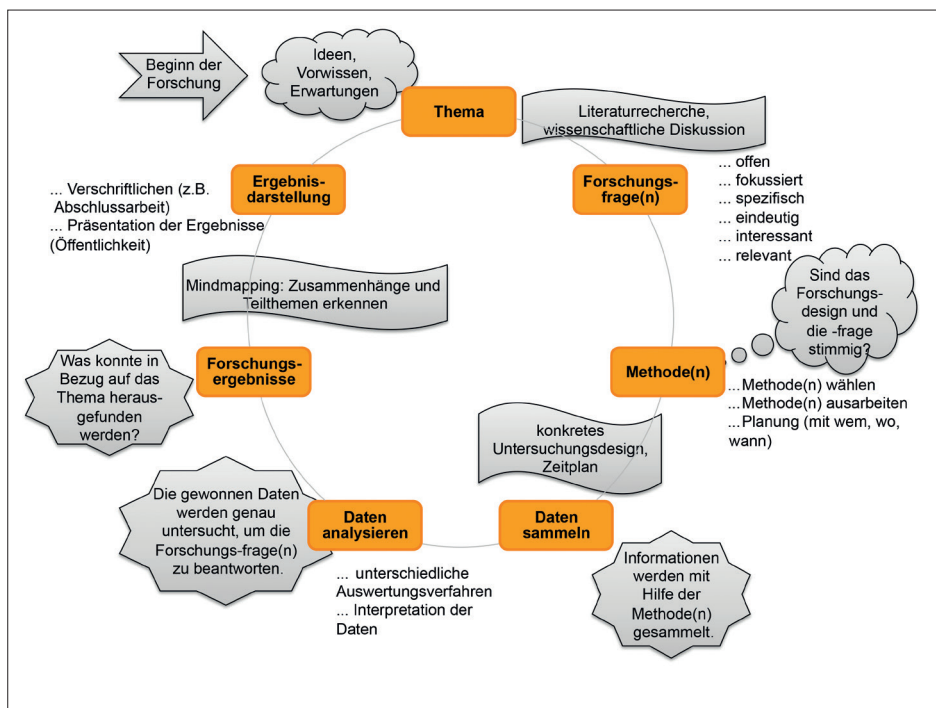 Beginn der
Forschung
Ideen,
Vorwissen,
Erwartungen
Thema
Literaturrecherche,
wissenschaftliche Diskussion
Forschungs-
frage(n)
... offen
... fokussiert
... spezifisch
... eindeutig
... interessant
... relevant
Sind das
Forschungs-
design und
die -frage
stimmig?
Methode(n)
...Methode(n) wählen
...Methode(n) ausarbeiten
...Planung (mit wem, wo,
wann)
konkretes
Untersuchungsdesign,
Zeitplan
Daten
sammeln
Informationen
werden mit
Hilfe der
Methode(n)
gesammelt.
Daten
analysieren
... unterschiedliche
Auswertungsverfahren
... Interpretation der
Daten
Die gewonnen Daten
werden genau
untersucht, um die
Forschungs-frage(n)
zu beantworten.
Forschungs-
ergebnisse
Was konnte in
Bezug auf das
Thema heraus-
gefunden
werden?
Mindmapping: Zusammenhänge und
Teilthemen erkennen
Ergebnis-
darstellung
... Verschriftlichen (z.B.
Abschlussarbeit)
... Präsentation der Ergebnisse
(Öffentlichkeit)